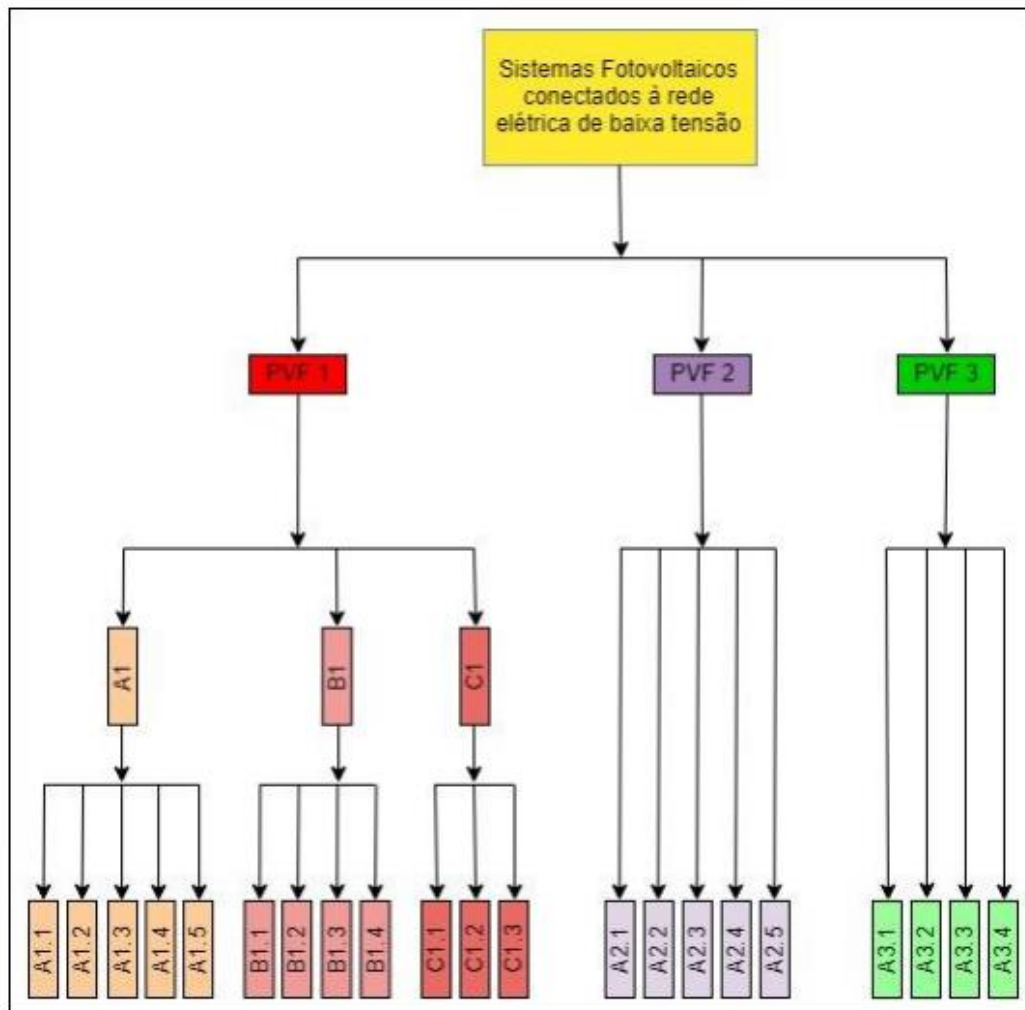 Sistemas Fotovoltaicos
conectados à rede
elétrica de baixa tensão
PVF 1
PVF 2
PVF 3
A1
B1
C1
A1.1
A1.2
A1.3
A1.4
A1.5
B1.1
B1.2
B1.3
B1.4
C1.1
C1.2
C1.3
A2.1
A2.2
A2.3
A2.4
A2.5
A3.1
A3.2
A3.3
A3.4